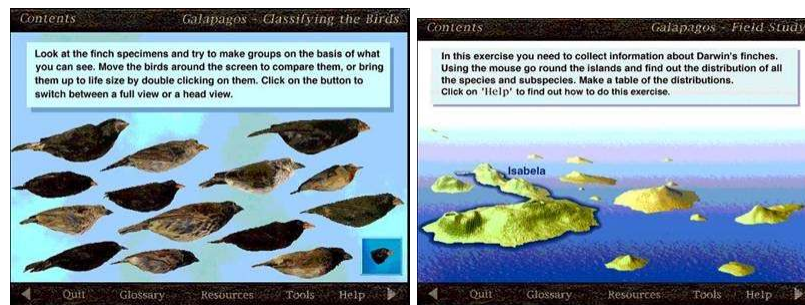 Contents Galapagos - Classifying the Birds
Look at the finch specimens and try to make groups on the basis of what
you can see. Move the birds around the screen to compare them, or bring
them up to life size by double clicking on them. Click on the button to
switch between a full view or a head view.
Quit Glossary Resources Tools Help
Contents Galapagos - Field Study
In this exercise you need to collect information about Darwin's finches.
Using the mouse go round the islands and find out the distribution of all
the species and subspecies. Make a table of the distributions.
Click on 'Help' to find out how to do this exercise.
Isabela
Quit Glossary Resources Tools Help